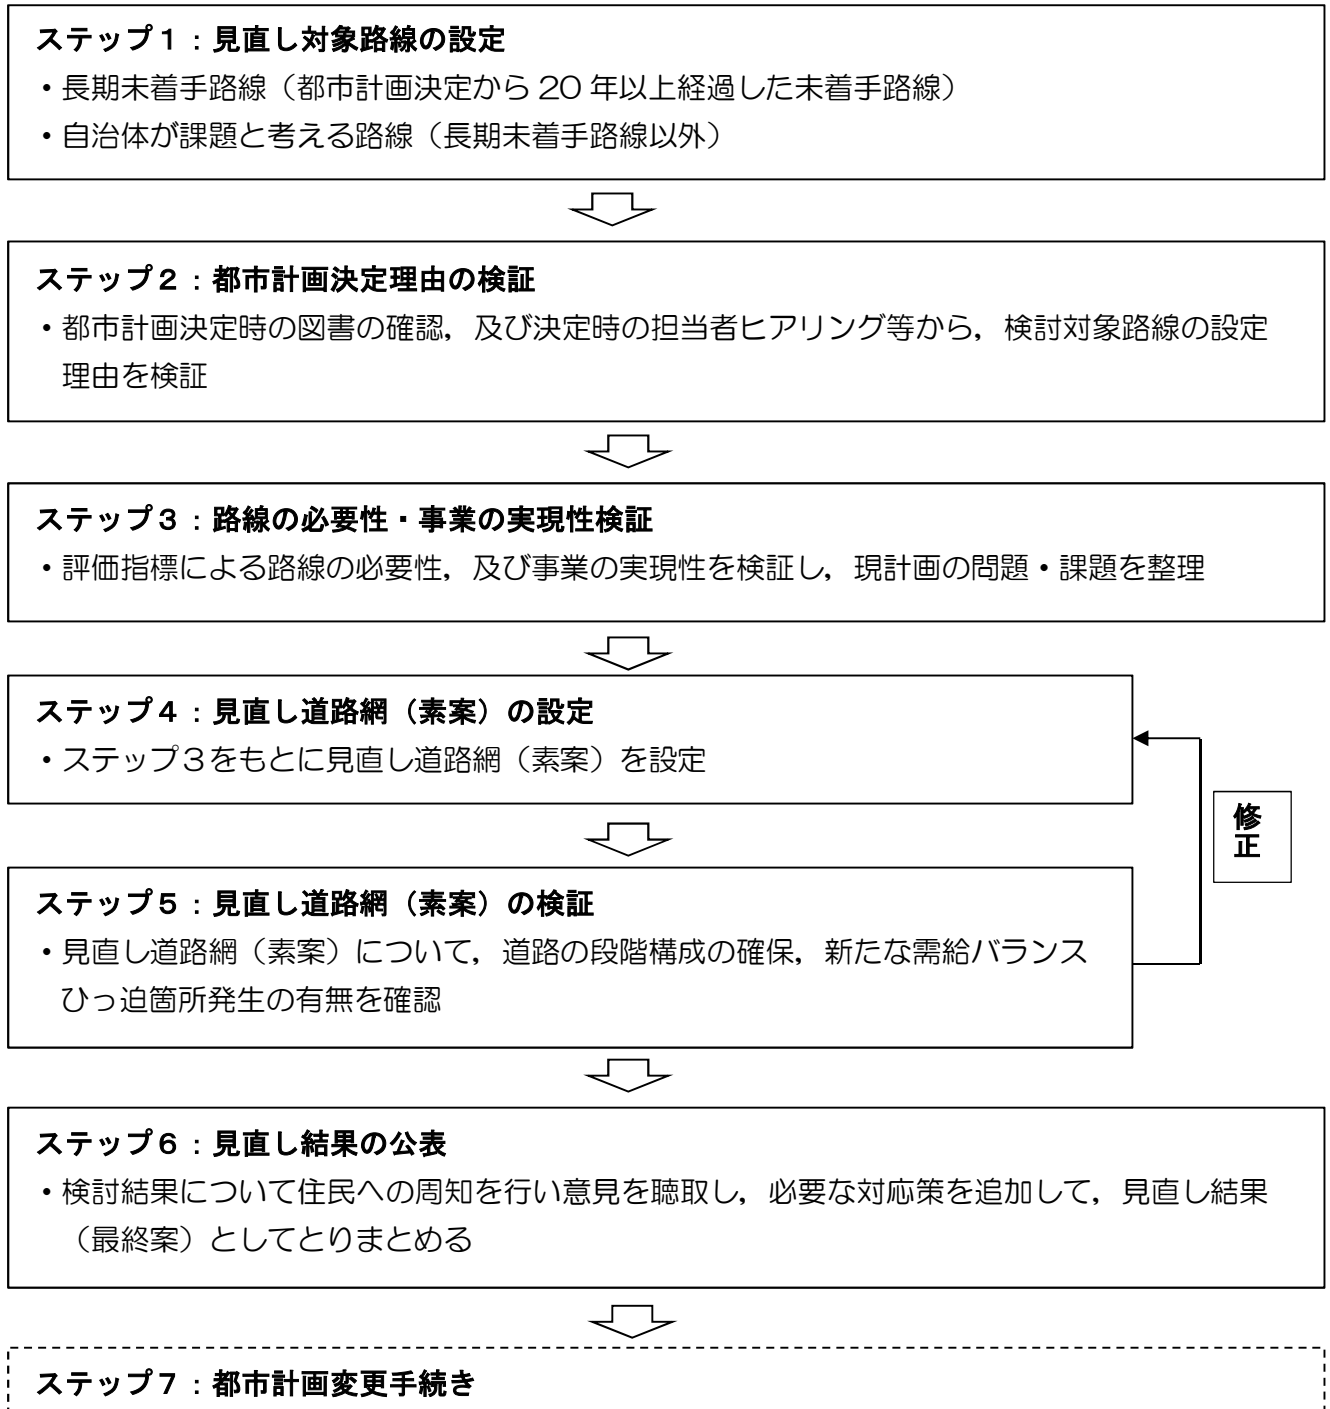 ステップ１：見直し対象路線の設定
・長期未着手路線（都市計画決定から 20 年以上経過した未着手路線）
・自治体が課題と考える路線（長期未着手路線以外）
ステップ２：都市計画決定理由の検証
・都市計画決定時の図書の確認，及び決定時の担当者ヒアリング等から，検討対象路線の設定
理由を検証
ステップ３：路線の必要性・事業の実現性検証
・評価指標による路線の必要性，及び事業の実現性を検証し，現計画の問題・課題を整理
ステップ４：見直し道路網（素案）の設定
・ステップ３をもとに見直し道路網（素案）を設定
修正
ステップ５：見直し道路網（素案）の検証
・見直し道路網（素案）について，道路の段階構成の確保，新たな需給バランス
ひっ迫箇所発生の有無を確認
ステップ６：見直し結果の公表
・検討結果について住民への周知を行い意見を聴取し，必要な対応策を追加して，見直し結果
（最終案）としてとりまとめる
ステップ７：都市計画変更手続き